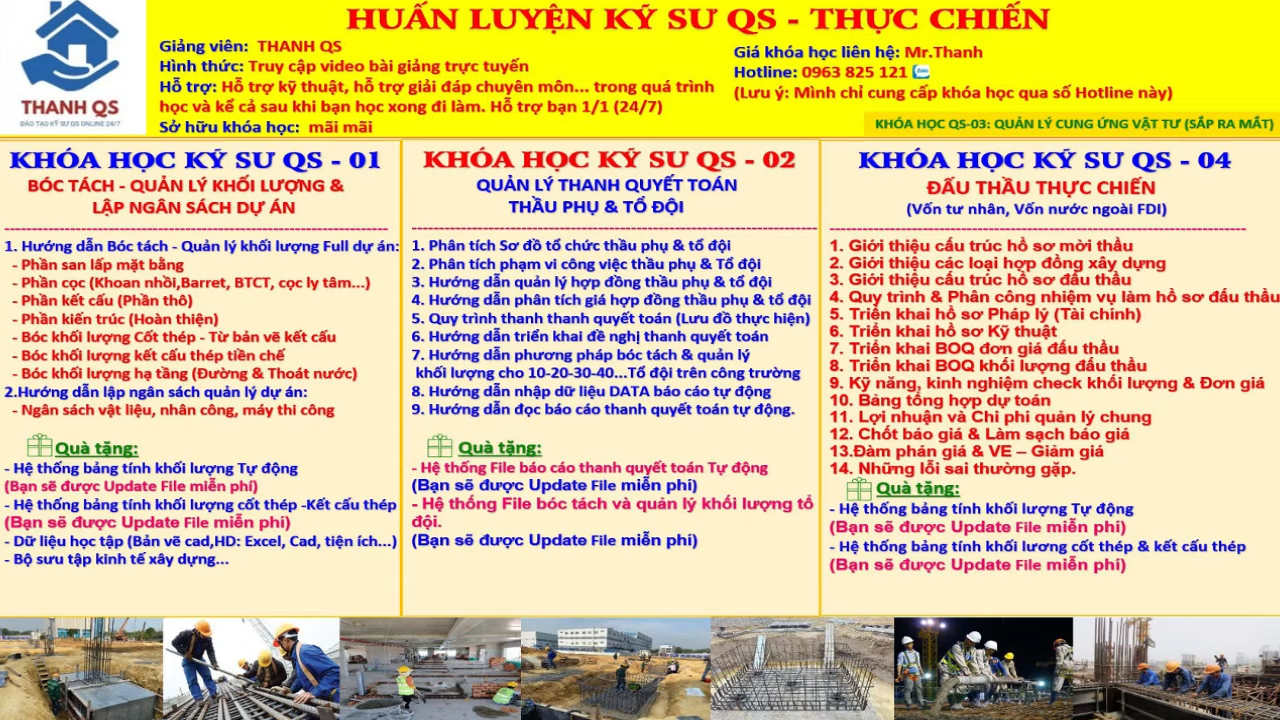 HUẤN LUYỆN KỸ SƯ QS - THỰC CHIẾN
THANH QS
ĐÀO TẠO KỸ SƯ QS ONLINE 24/7
Giảng viên: THANH QS
Hình thức: Truy cập video bài giảng trực tuyến
Hỗ trợ: Hỗ trợ kỹ thuật, hỗ trợ giải đáp chuyên môn... trong quá trình
học và kể cả sau khi bạn học xong đi làm. Hỗ trợ bạn 1/1 (24/7)
Sở hữu khóa học: mãi mãi
Giá khóa học liên hệ: Mr.Thanh
Hotline: 0963 825 121 Zalo
(Lưu ý: Mình chỉ cung cấp khóa học qua số Hotline này)
KHÓA HỌC QS-03: QUẢN LÝ CUNG ỨNG VẬT TƯ (SẮP RA MẮT)
KHÓA HỌC KỸ SƯ QS - 01
BÓC TÁCH - QUẢN LÝ KHỐI LƯỢNG &
LẬP NGÂN SÁCH DỰ ÁN
1. Hướng dẫn Bóc tách - Quản lý khối lượng Full dự án:
- Phần san lấp mặt bằng
- Phần cọc (Khoan nhồi,Barret, BTCT, cọc ly tâm...)
- Phần kết cấu (Phần thô)
- Phần kiến trúc (Hoàn thiện)
- Bóc khối lượng Cốt thép - Từ bản vẽ kết cấu
- Bóc khối lượng kết cấu thép tiền chế
- Bóc khối lượng hạ tầng (Đường & Thoát nước)
2.Hướng dẫn lập ngân sách quản lý dự án:
- Ngân sách vật liệu, nhân công, máy thi công
Quà tặng:
- Hệ thống bảng tính khối lượng Tự động
(Bạn sẽ được Update File miễn phí)
- Hệ thống bảng tính khối lượng cốt thép -Kết cấu thép
(Bạn sẽ được Update File miễn phí)
- Dữ liệu học tập (Bản vẽ cad,HD: Excel, Cad, tiện ích...)
- Bộ sưu tập kinh tế xây dựng...
KHÓA HỌC KỸ SƯ QS - 02
QUẢN LÝ THANH QUYẾT TOÁN
THẦU PHỤ & TỔ ĐỘI
1. Phân tích Sơ đồ tổ chức thầu phụ & tổ đội
2. Phân tích phạm vi công việc thầu phụ & Tổ đội
3. Hướng dẫn quản lý hợp đồng thầu phụ & tổ đội
4. Hướng dẫn phân tích giá hợp đồng thầu phụ & tổ đội
5. Quy trình thanh thanh quyết toán (Lưu đồ thực hiện)
6. Hướng dẫn triển khai đề nghị thanh quyết toán
7. Hướng dẫn phương pháp bóc tách & quản lý
khối lượng cho 10-20-30-40...Tổ đội trên công trường
8. Hướng dẫn nhập dữ liệu DATA báo cáo tự động
9. Hướng dẫn đọc báo cáo thanh quyết toán tự động.
Quà tặng:
- Hệ thống File báo cáo thanh quyết toán Tự động
(Bạn sẽ được Update File miễn phí)
- Hệ thống File bóc tách và quản lý khối lượng tổ
đội.
(Bạn sẽ được Update File miễn phí)
KHÓA HỌC KỸ SƯ QS - 04
ĐẤU THẦU THỰC CHIẾN
(Vốn tư nhân, Vốn nước ngoài FDI)
1. Giới thiệu cấu trúc hồ sơ mời thầu
2. Giới thiệu các loại hợp đồng xây dựng
3. Giới thiệu cấu trúc hồ sơ đấu thầu
4. Quy trình & Phân công nhiệm vụ làm hồ sơ đấu thầu
5. Triển khai hồ sơ Pháp lý (Tài chính)
6. Triển khai hồ sơ Kỹ thuật
7. Triển khai BOQ đơn giá đấu thầu
8. Triển khai BOQ khối lượng đấu thầu
9. Kỹ năng, kinh nghiệm check khối lượng & Đơn giá
10. Bảng tổng hợp dự toán
11. Lợi nhuận và Chi phí quản lý chung
12. Chốt báo giá & Làm sạch báo giá
13.Đàm phán giá & VE – Giảm giá
14. Những lỗi sai thường gặp.
Quà tặng:
- Hệ thống bảng tính khối lượng Tự động
(Bạn sẽ được Update File miễn phí)
- Hệ thống bảng tính khối lương cốt thép & kết cấu thép
(Bạn sẽ được Update File miễn phí)